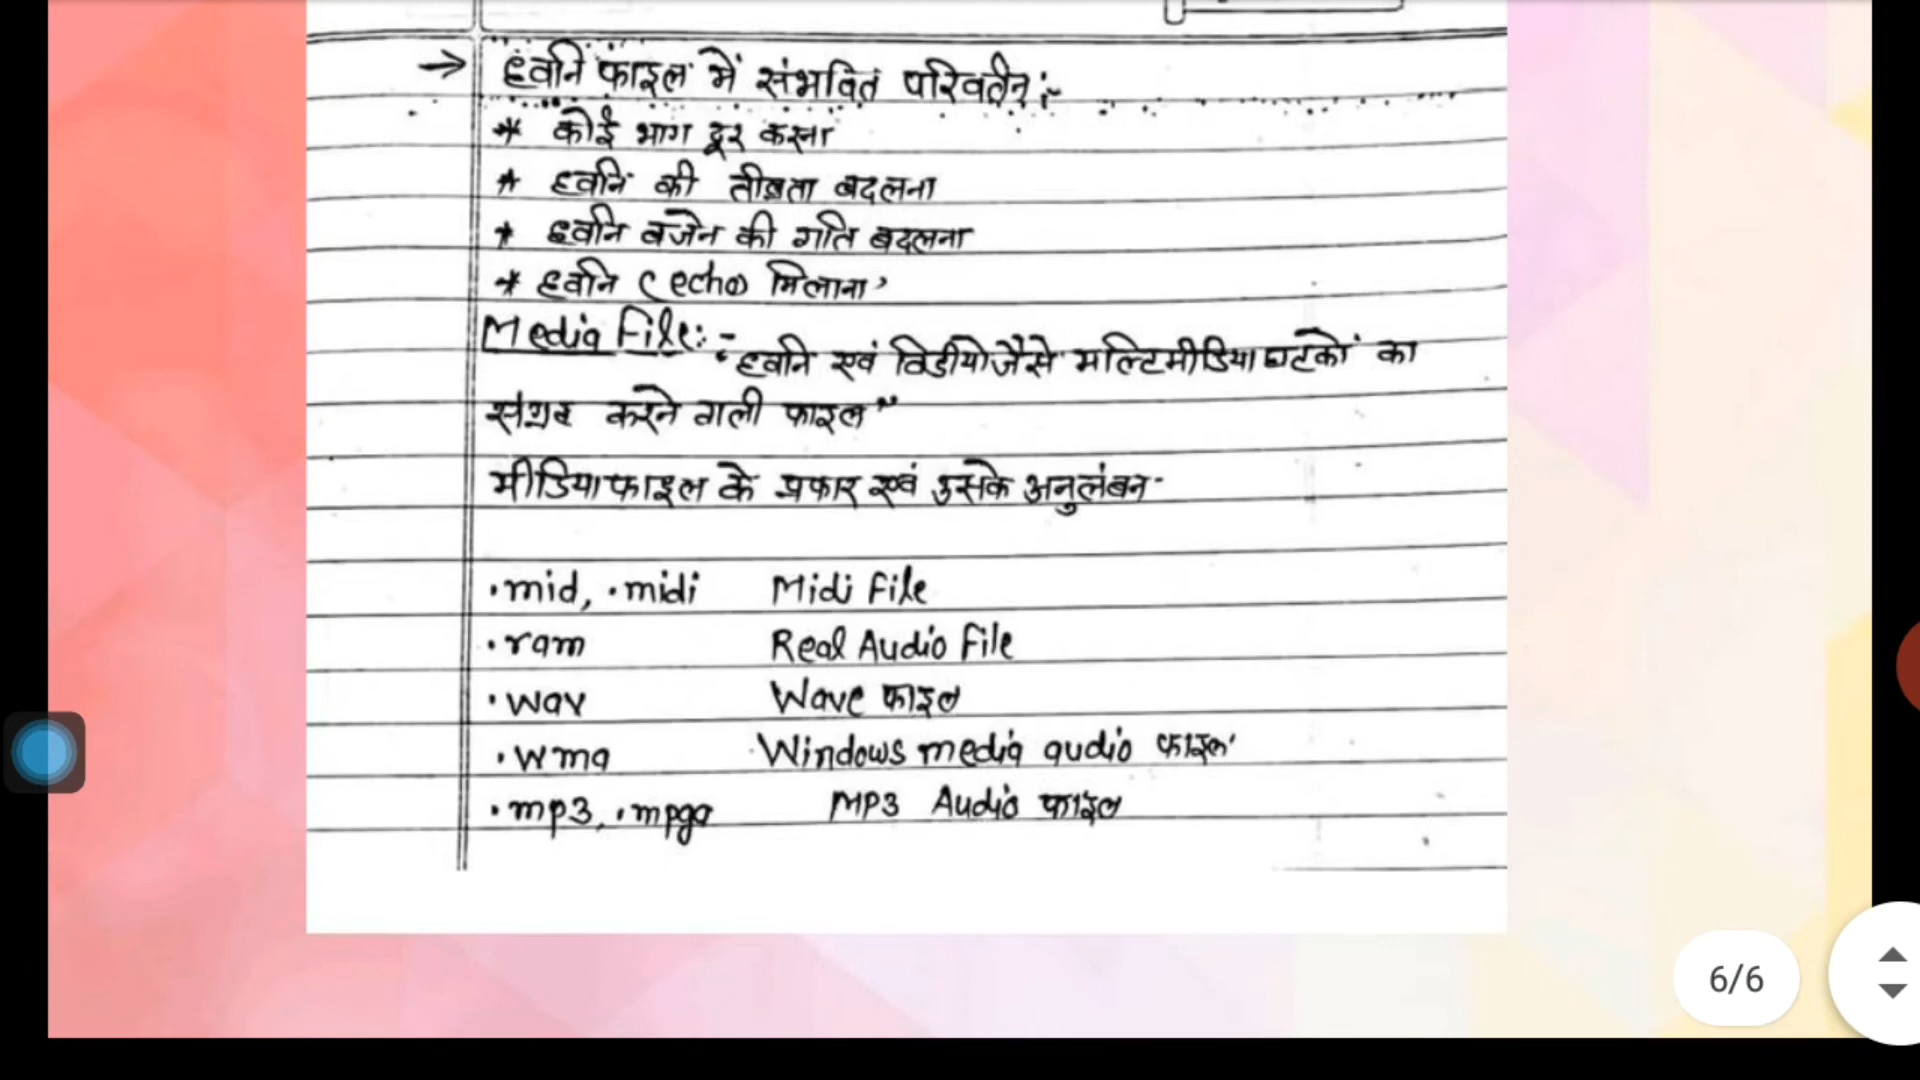 → ध्वनि फाइल में संभवित परिवर्तन :-
* कोई भाग दूर करना
* ध्वनि की तीव्रता बदलना
* ध्वनि बजेन की गति बदलना
* ध्वनि (echo) मिलाना
Media File:- "ध्वनि एवं विडीयो जैसे मल्टिमीडिया घटकों का
संग्रह करने वाली फाइल"
मीडिया फाइल के प्रकार एवं उसके अनुलंबन -
.mid, .midi Midi File
.ram Real Audio File
.wav Wave फाइल
.wma Windows media audio फाइल
.mp3, .mpga MP3 Audio फाइल
6/6